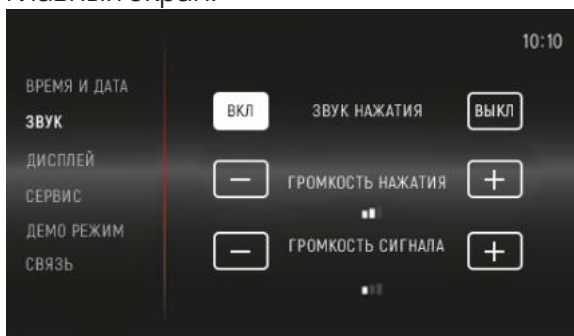 10:10
ВРЕМЯ И ДАТА
ЗВУК
ДИСПЛЕЙ
СЕРВИС
ДЕМО РЕЖИМ
СВЯЗЬ
ВКЛ ЗВУК НАЖАТИЯ ВЫКЛ
− ГРОМКОСТЬ НАЖАТИЯ +
− ГРОМКОСТЬ СИГНАЛА +